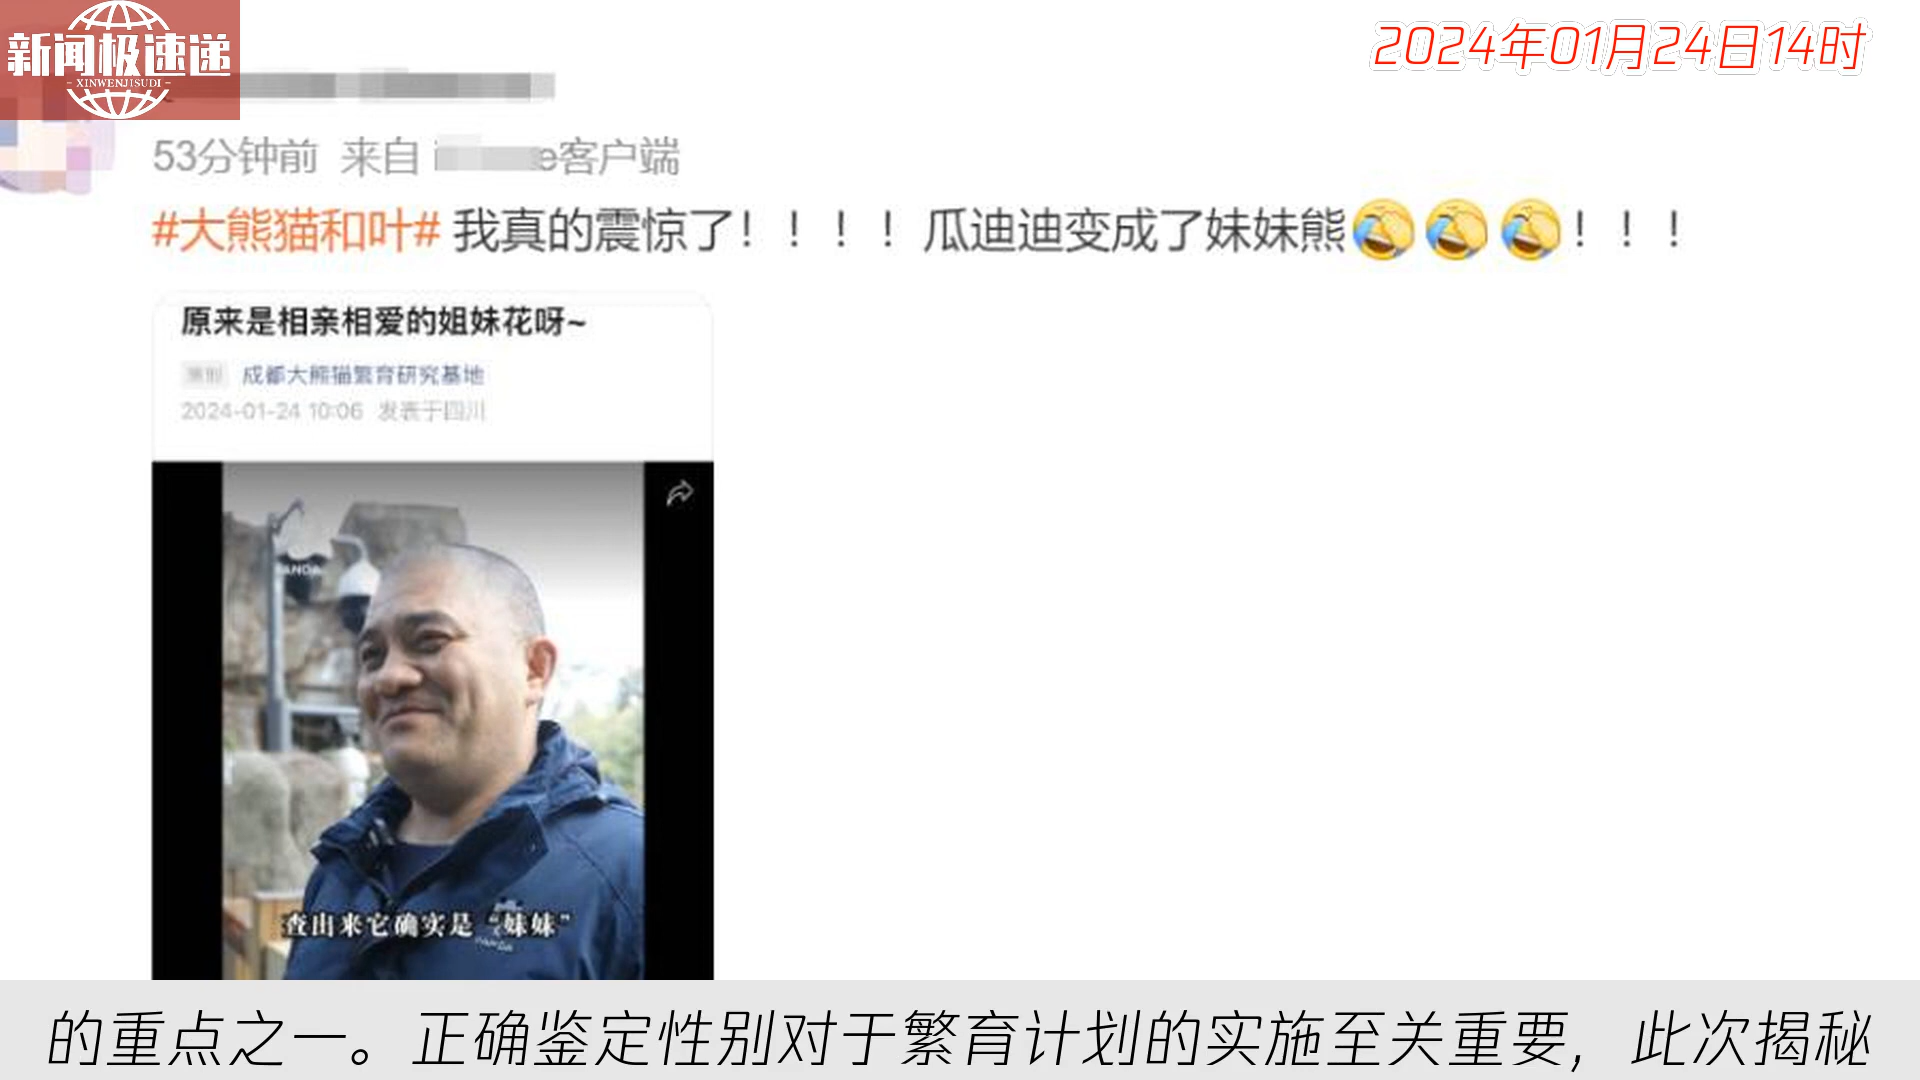 新闻极速递
XINWENJISUDI
2024年01月24日14时
53分钟前 来自
e客户端
#大熊猫和叶# 我真的震惊了！！！！瓜迪迪变成了妹妹熊！！！
原来是相亲相爱的姐妹花呀~
原创 成都大熊猫繁育研究基地
2024-01-24 10:06 发表于四川
查出来它确实是“妹妹”
的重点之一。正确鉴定性别对于繁育计划的实施至关重要，此次揭秘